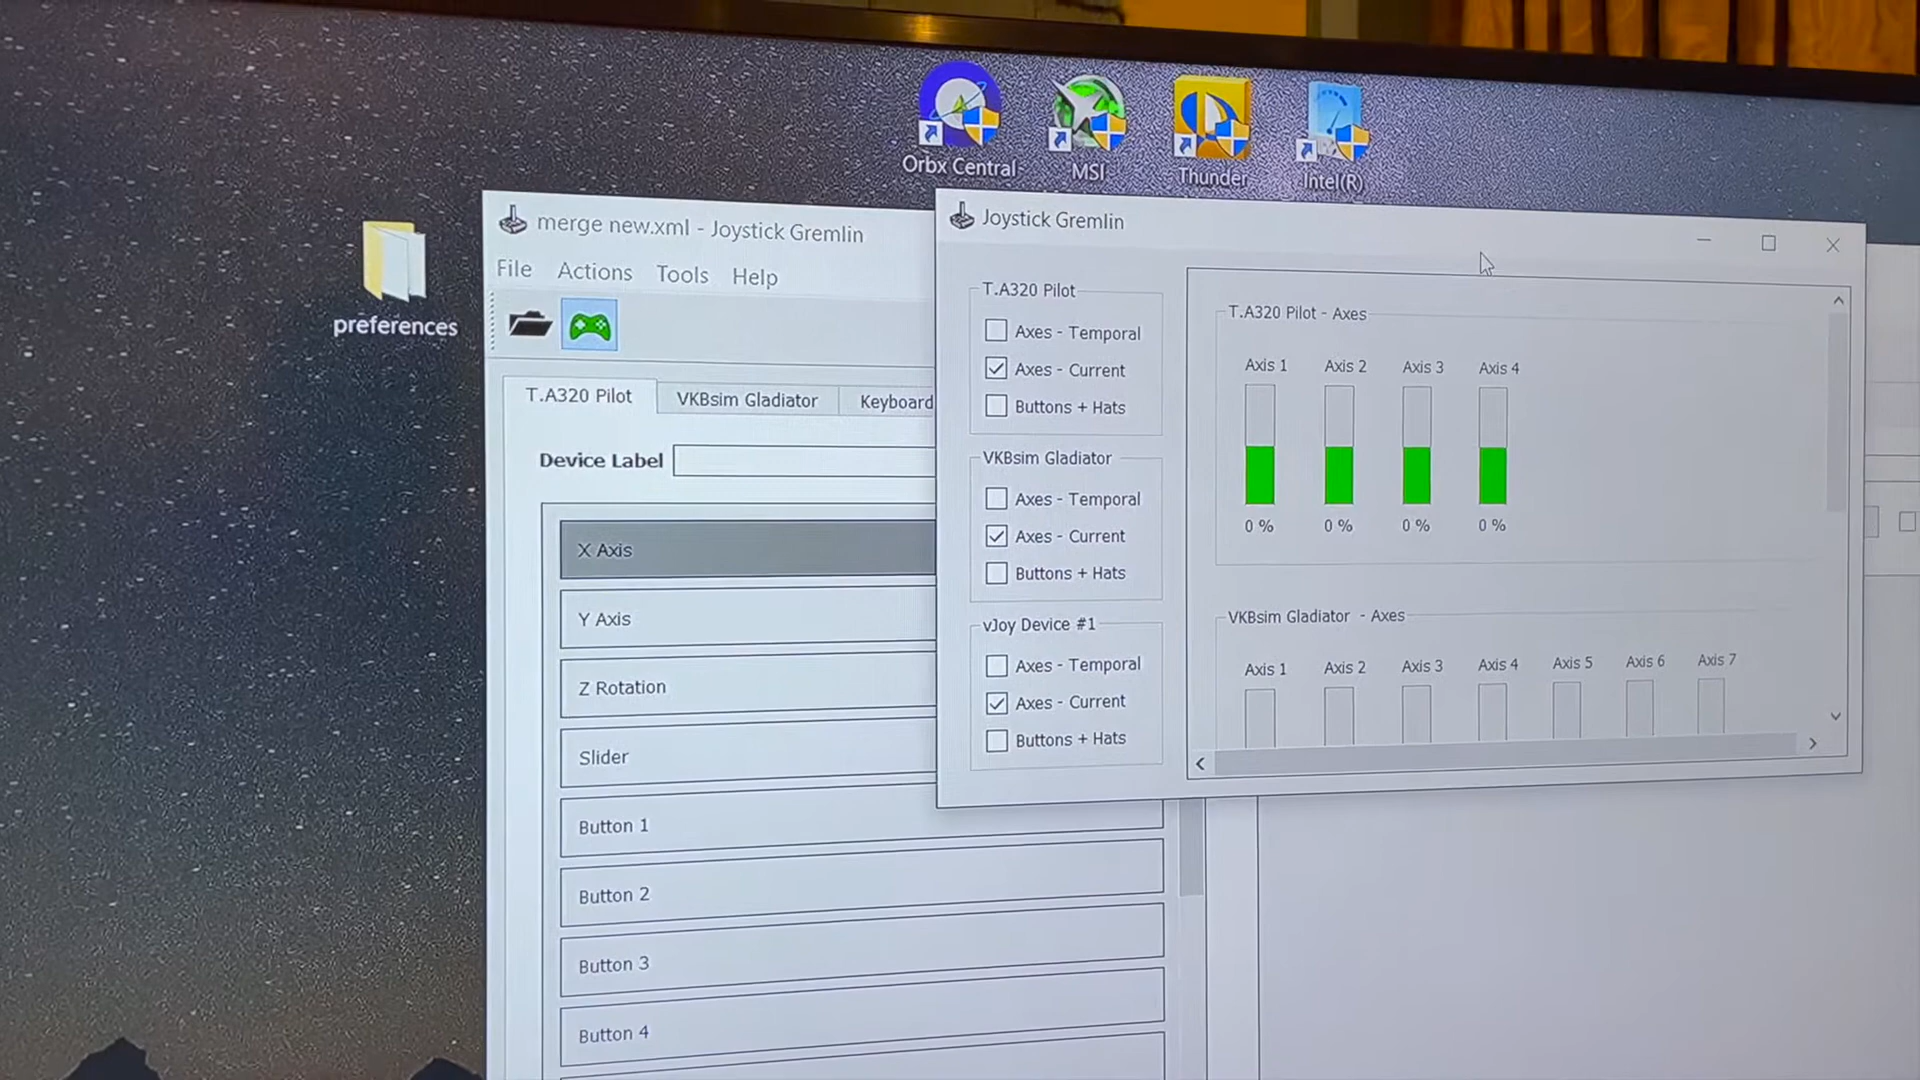 Orbx Central
MSI
Thunder
Intel(R)
preferences
merge new.xml - Joystick Gremlin
File Actions Tools Help
T.A320 Pilot
VKBsim Gladiator
Keyboard
Device Label
X Axis
Y Axis
Z Rotation
Slider
Button 1
Button 2
Button 3
Button 4
Joystick Gremlin
T.A320 Pilot
Axes - Temporal
Axes - Current
Buttons + Hats
VKBsim Gladiator
Axes - Temporal
Axes - Current
Buttons + Hats
vJoy Device #1
Axes - Temporal
Axes - Current
Buttons + Hats
T.A320 Pilot - Axes
Axis 1 Axis 2 Axis 3 Axis 4
0 % 0 % 0 % 0 %
VKBsim Gladiator - Axes
Axis 1 Axis 2 Axis 3 Axis 4 Axis 5 Axis 6 Axis 7